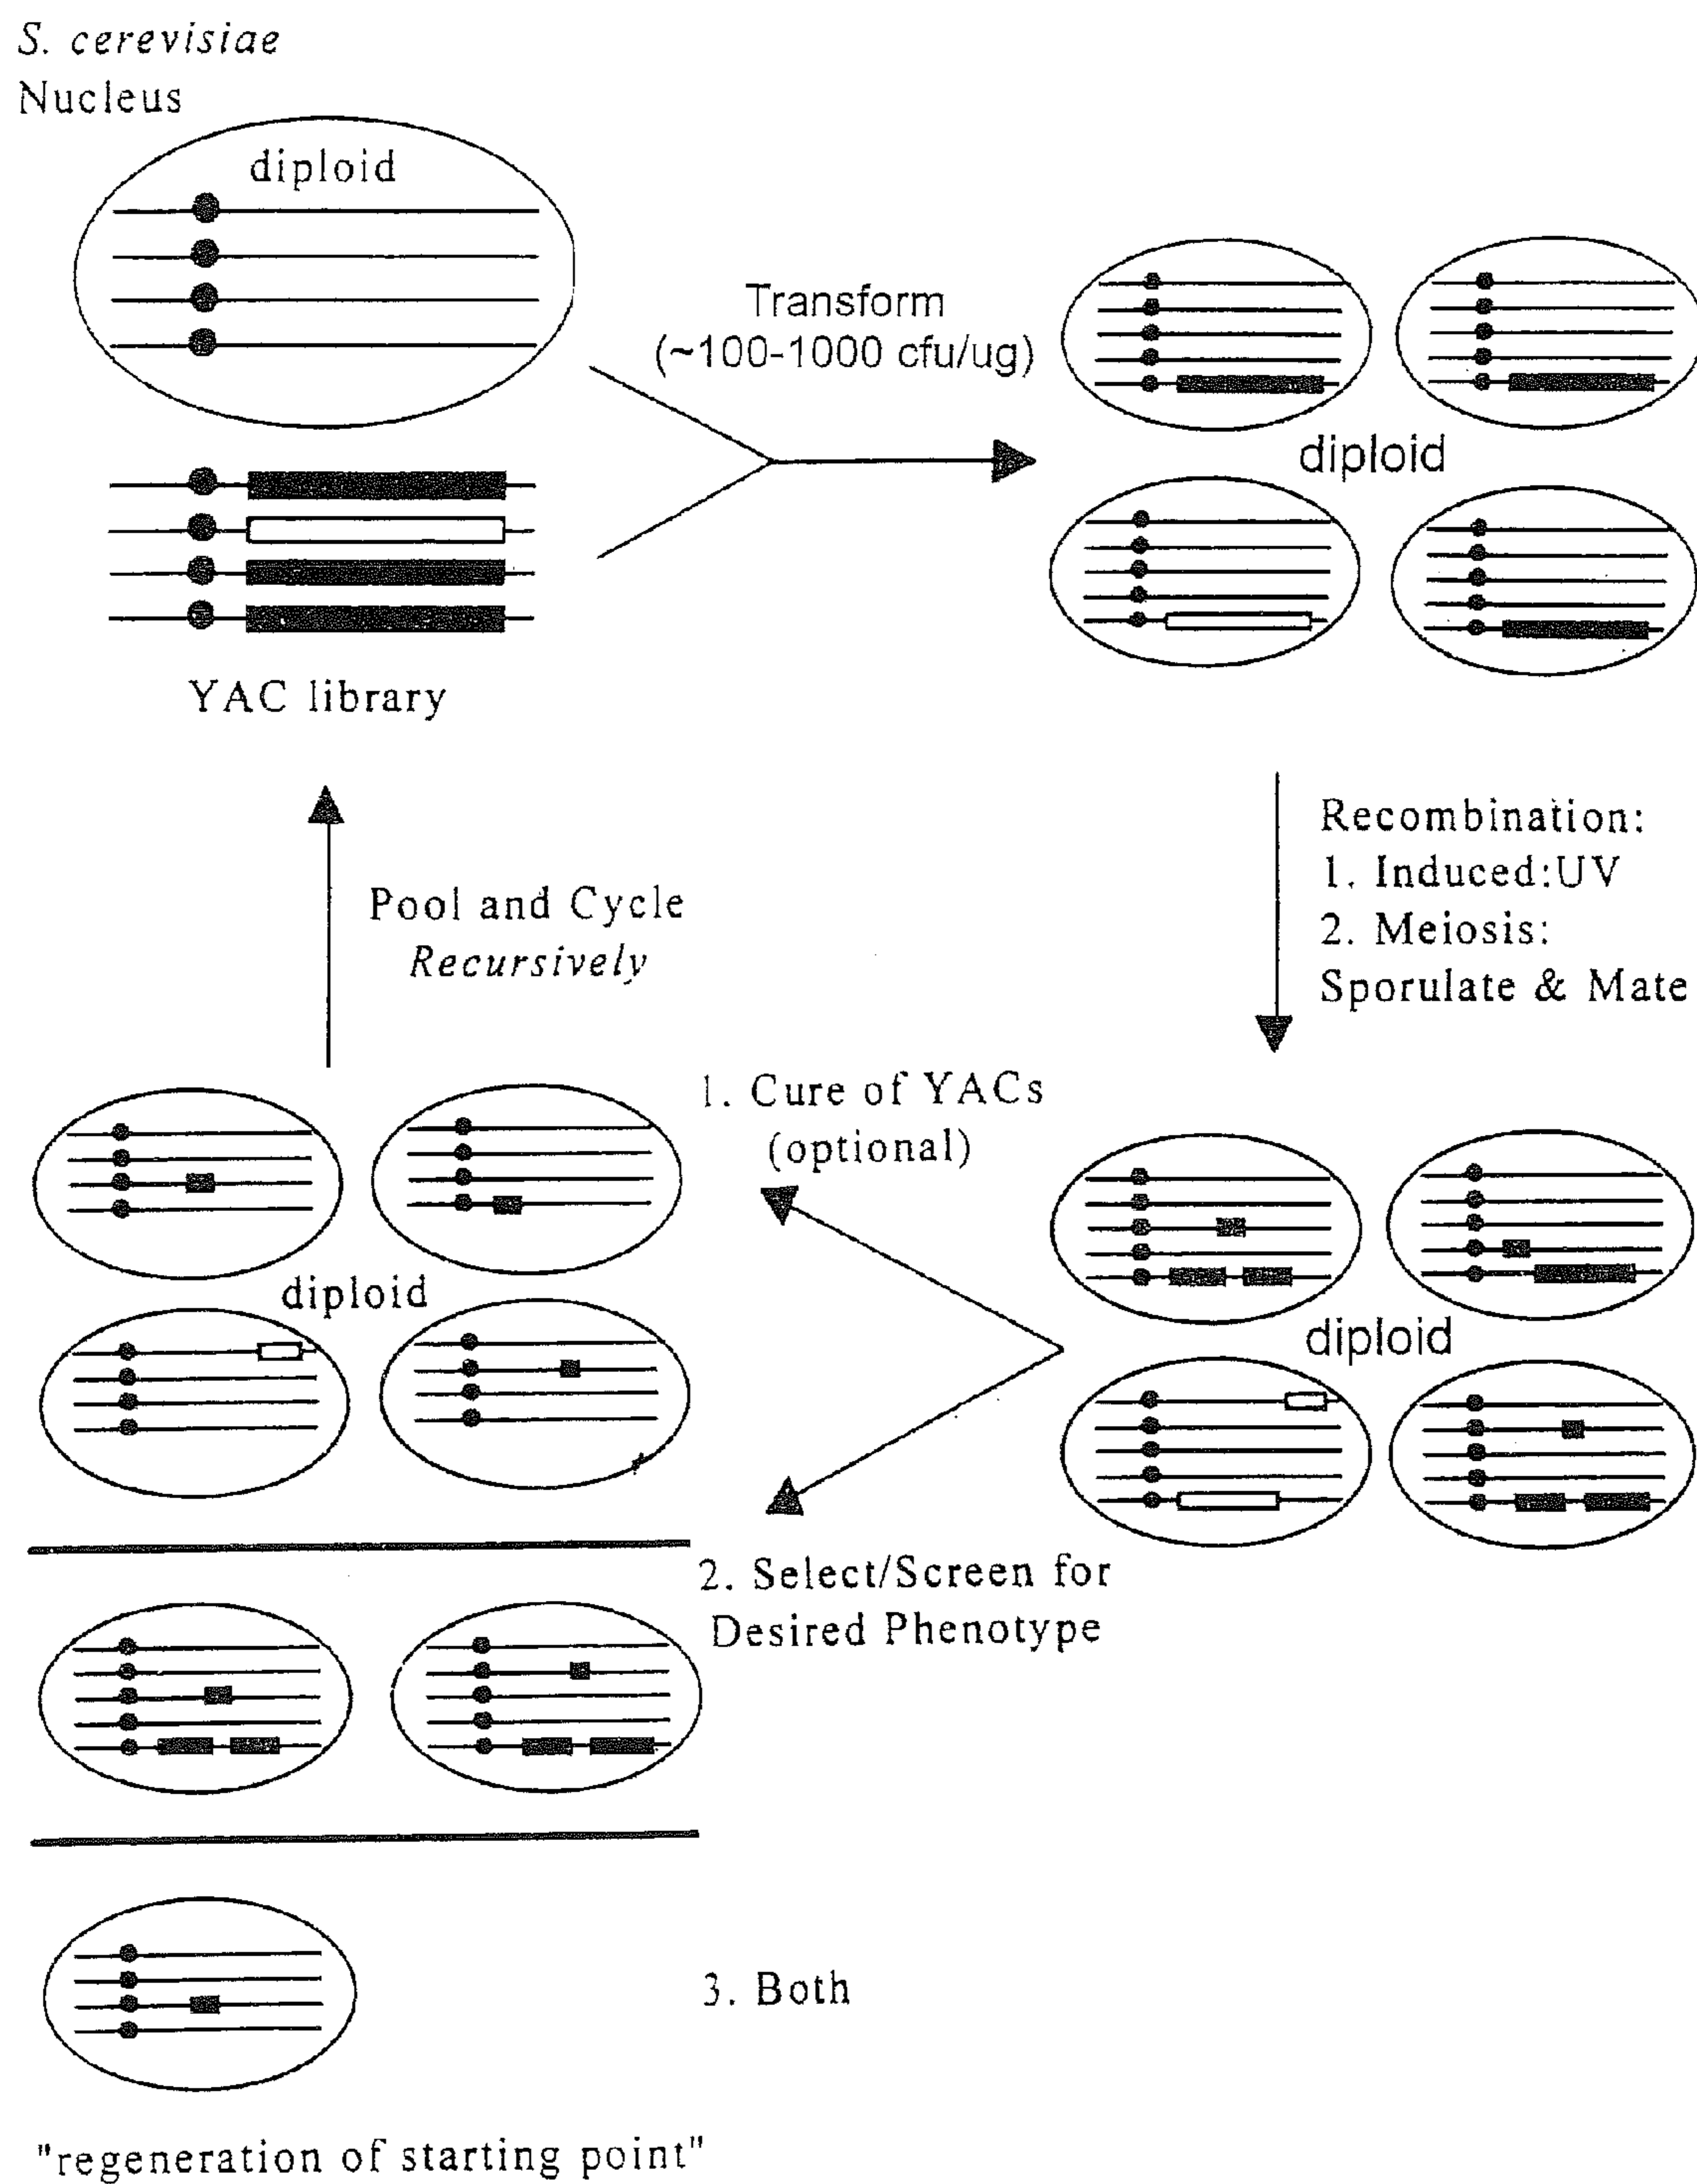 S. cerevisiae
Nucleus
diploid
Transform
(~100-1000 cfu/ug)
diploid
YAC library
Recombination:
1. Induced:UV
2. Meiosis:
Sporulate & Mate
Pool and Cycle
Recursively
1. Cure of YACs
(optional)
diploid
diploid
2. Select/Screen for
Desired Phenotype
3. Both
"regeneration of starting point"